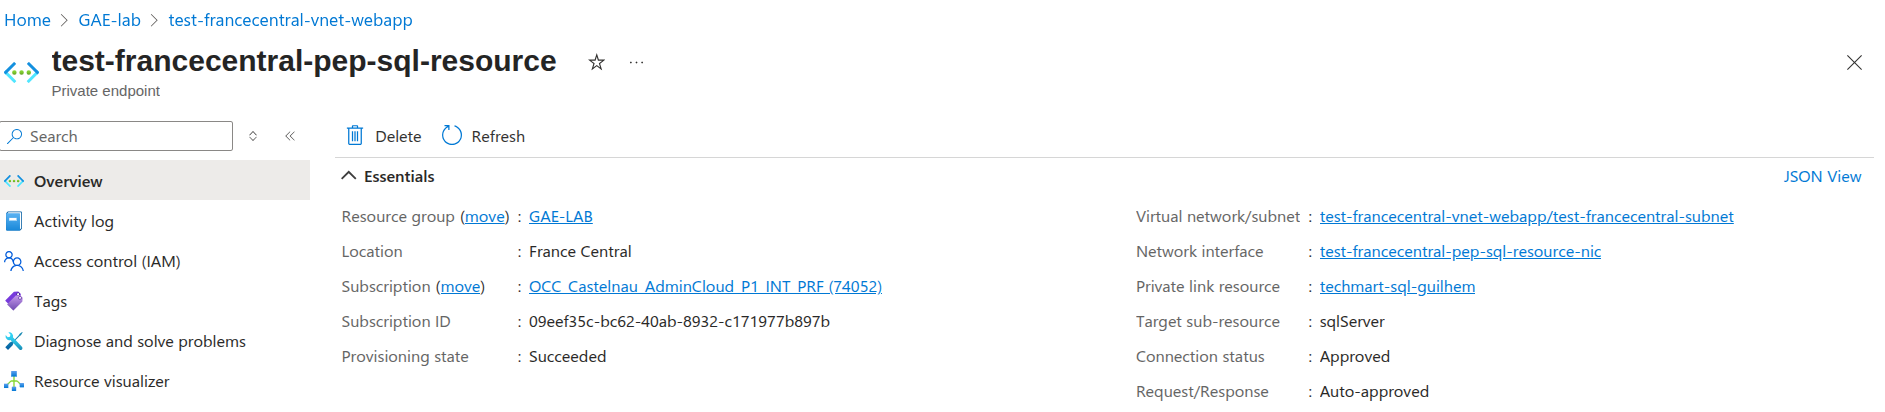 Home > GAE-lab > test-francecentral-vnet-webapp
test-francecentral-pep-sql-resource
Private endpoint
Search
Delete
Refresh
Overview
Activity log
Access control (IAM)
Tags
Diagnose and solve problems
Resource visualizer
Essentials
JSON View
Resource group (move) : GAE-LAB
Location : France Central
Subscription (move) : OCC_Castelnau_AdminCloud_P1_INT_PRF (74052)
Subscription ID : 09eef35c-bc62-40ab-8932-c171977b897b
Provisioning state : Succeeded
Virtual network/subnet : test-francecentral-vnet-webapp/test-francecentral-subnet
Network interface : test-francecentral-pep-sql-resource-nic
Private link resource : techmart-sql-guilhem
Target sub-resource : sqlServer
Connection status : Approved
Request/Response : Auto-approved